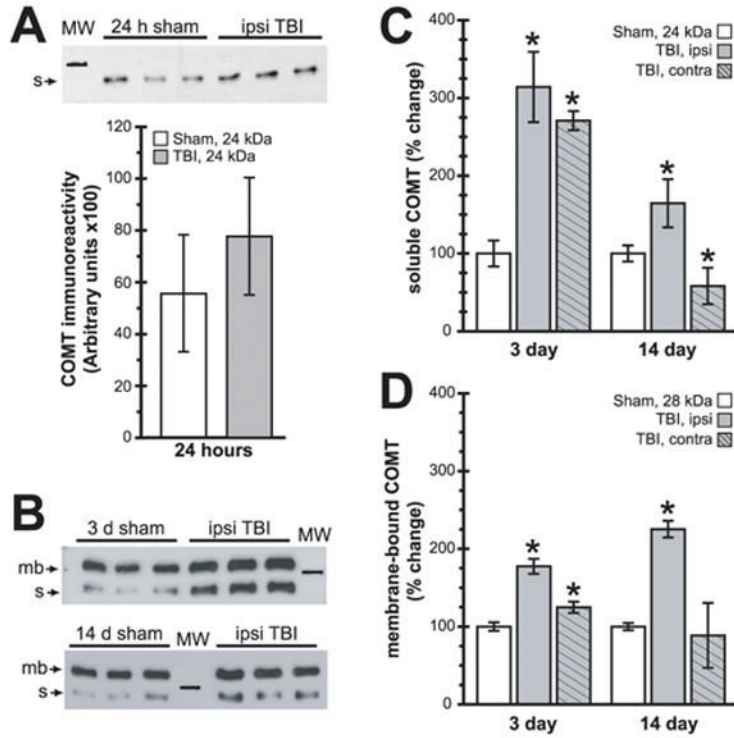 A
MW 24 h sham ipsi TBI
s
120
100
80
60
40
20
0
Sham, 24 kDa
TBI, 24 kDa
COMT immunoreactivity
(Arbitrary units x100)
24 hours
B
3 d sham ipsi TBI MW
mb
s
14 d sham MW ipsi TBI
mb
s
C
400
300
200
100
0
Sham, 24 kDa
TBI, ipsi
TBI, contra
soluble COMT (% change)
* * * *
3 day 14 day
D
400
300
200
100
0
Sham, 28 kDa
TBI, ipsi
TBI, contra
membrane-bound COMT
(% change)
* * *
3 day 14 day